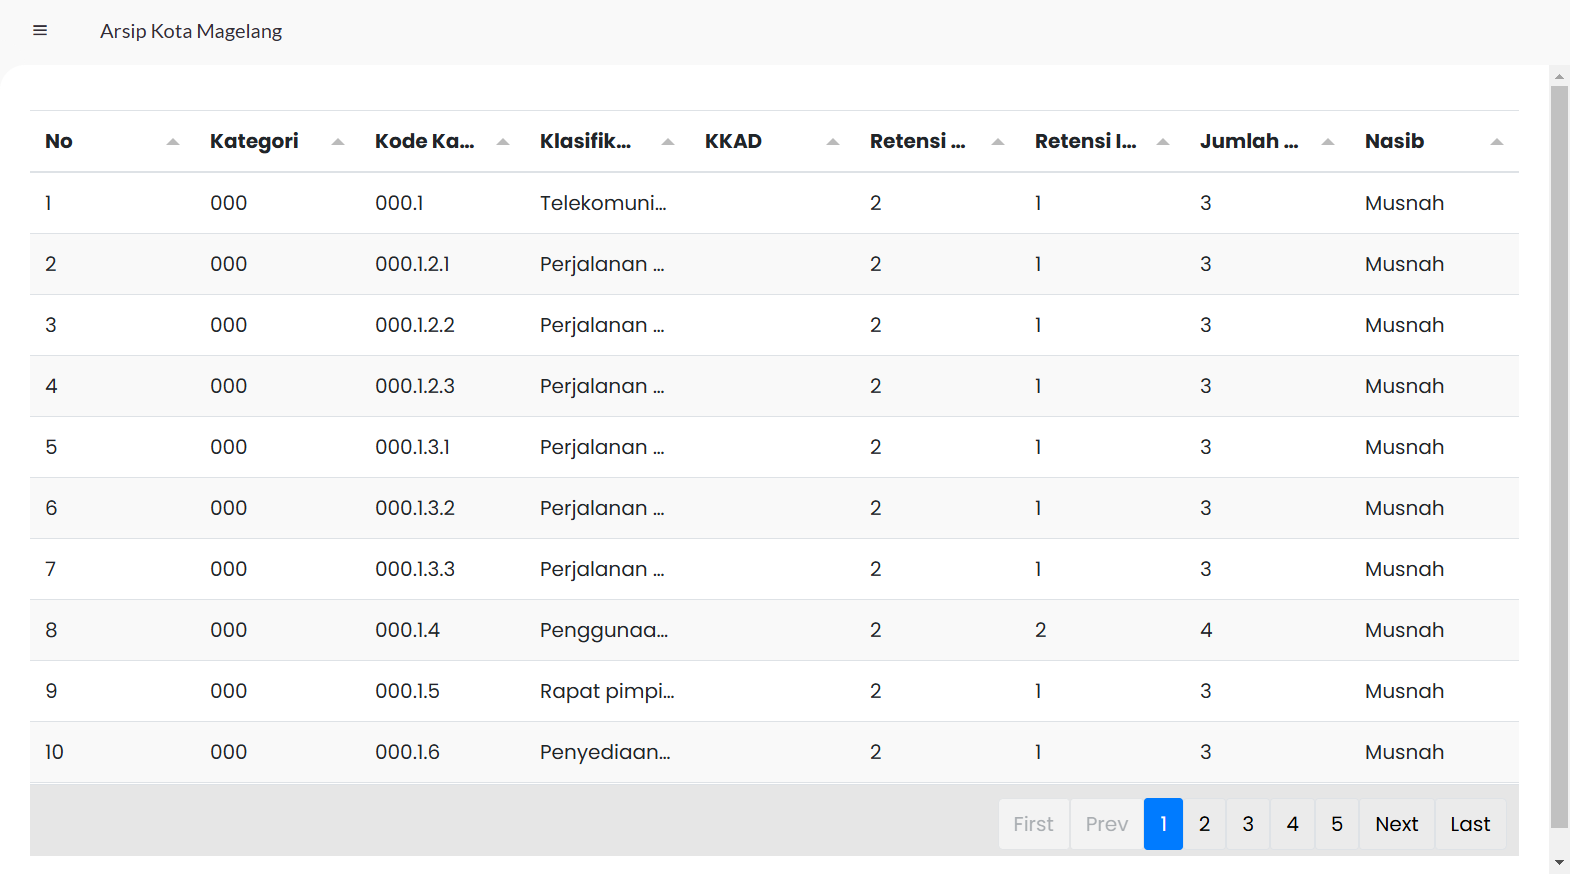 Arsip Kota Magelang
No Kategori Kode Ka... Klasifik... KKAD Retensi ... Retensi I... Jumlah ... Nasib
1 000 000.1 Telekomuni... 2 1 3 Musnah
2 000 000.1.2.1 Perjalanan ... 2 1 3 Musnah
3 000 000.1.2.2 Perjalanan ... 2 1 3 Musnah
4 000 000.1.2.3 Perjalanan ... 2 1 3 Musnah
5 000 000.1.3.1 Perjalanan ... 2 1 3 Musnah
6 000 000.1.3.2 Perjalanan ... 2 1 3 Musnah
7 000 000.1.3.3 Perjalanan ... 2 1 3 Musnah
8 000 000.1.4 Penggunaa... 2 2 4 Musnah
9 000 000.1.5 Rapat pimpi... 2 1 3 Musnah
10 000 000.1.6 Penyediaan... 2 1 3 Musnah
First Prev 1 2 3 4 5 Next Last